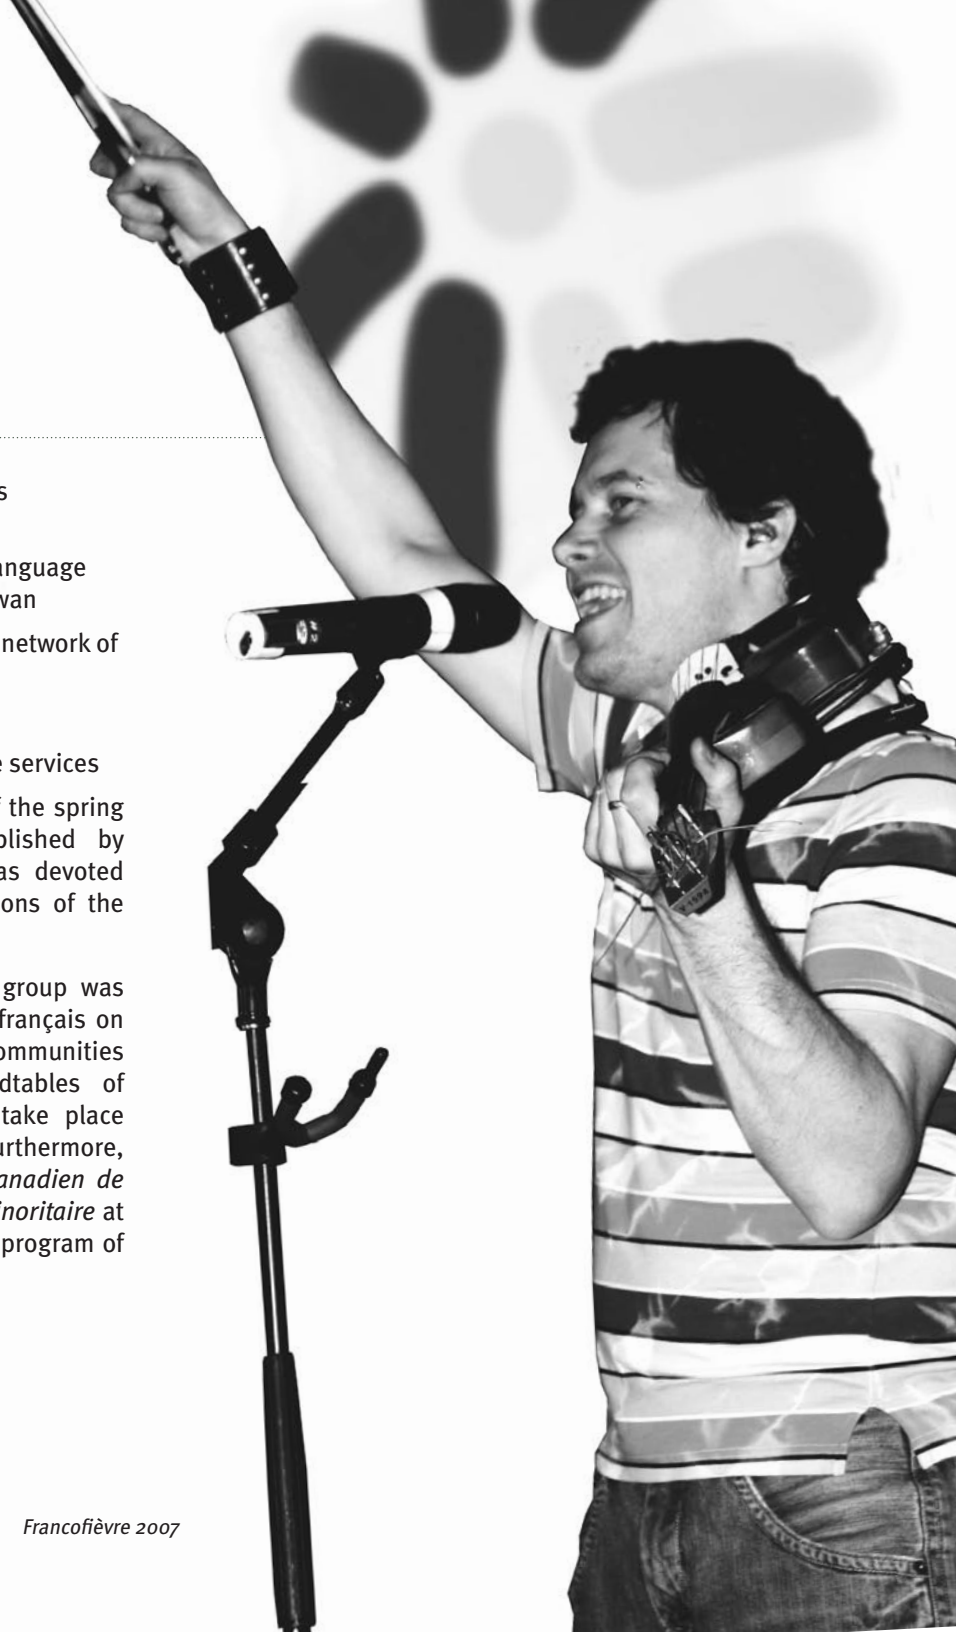 s
anguage
wan
network of
e services
f the spring
blished by
as devoted
ons of the
group was
français on
ommunities
dtables of
take place
urthermore,
anadien de
inoritaire at
program of
Francofièvre 2007